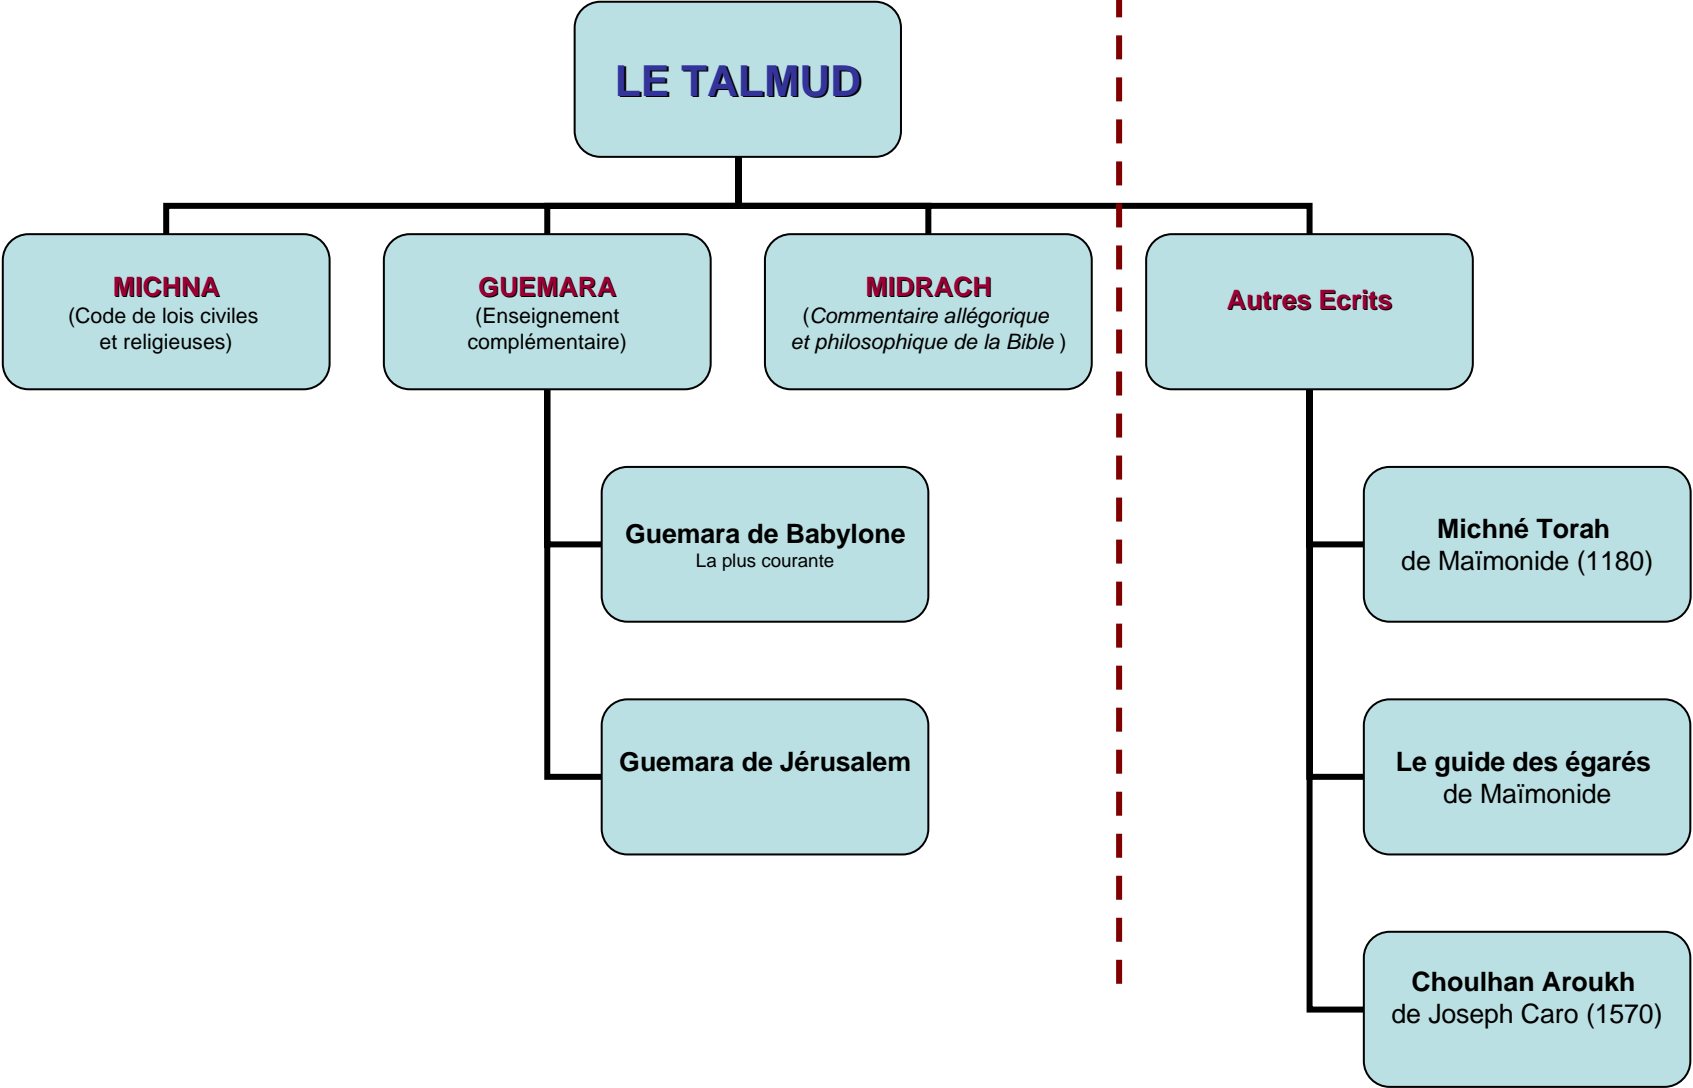 LE TALMUD
MICHNA
(Code de lois civiles
et religieuses)
GUEMARA
(Enseignement
complémentaire)
MIDRACH
(Commentaire allégorique
et philosophique de la Bible )
Autres Ecrits
Guemara de Babylone
La plus courante
Guemara de Jérusalem
Michné Torah
de Maïmonide (1180)
Le guide des égarés
de Maïmonide
Choulhan Aroukh
de Joseph Caro (1570)